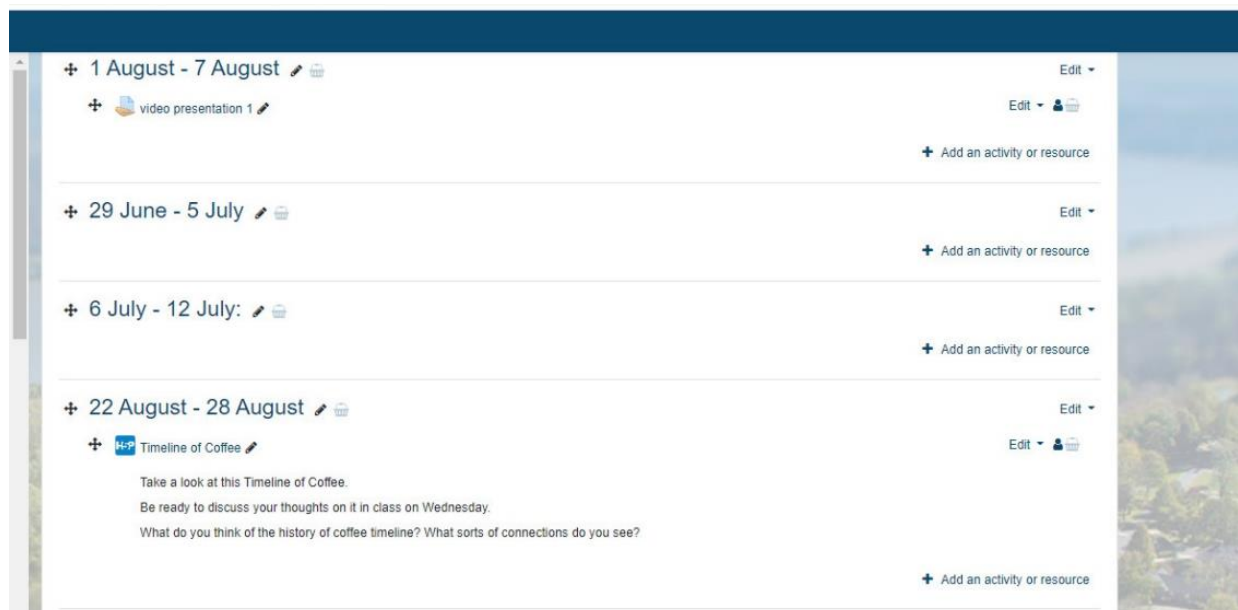 1 August - 7 August Edit
video presentation 1 Edit
Add an activity or resource
29 June - 5 July Edit
Add an activity or resource
6 July - 12 July: Edit
Add an activity or resource
22 August - 28 August Edit
H-P Timeline of Coffee Edit
Take a look at this Timeline of Coffee.
Be ready to discuss your thoughts on it in class on Wednesday.
What do you think of the history of coffee timeline? What sorts of connections do you see?
Add an activity or resource